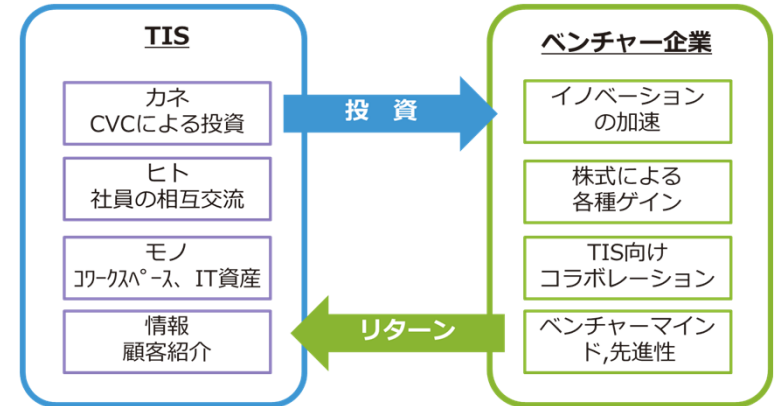 TIS
カネ
CVCによる投資
ヒト
社員の相互交流
モノ
ｺﾜｰｸｽﾍﾟｰｽ、IT資産
情報
顧客紹介
投 資
リターン
ベンチャー企業
イノベーション
の加速
株式による
各種ゲイン
TIS向け
コラボレーション
ベンチャーマイン
ド,先進性